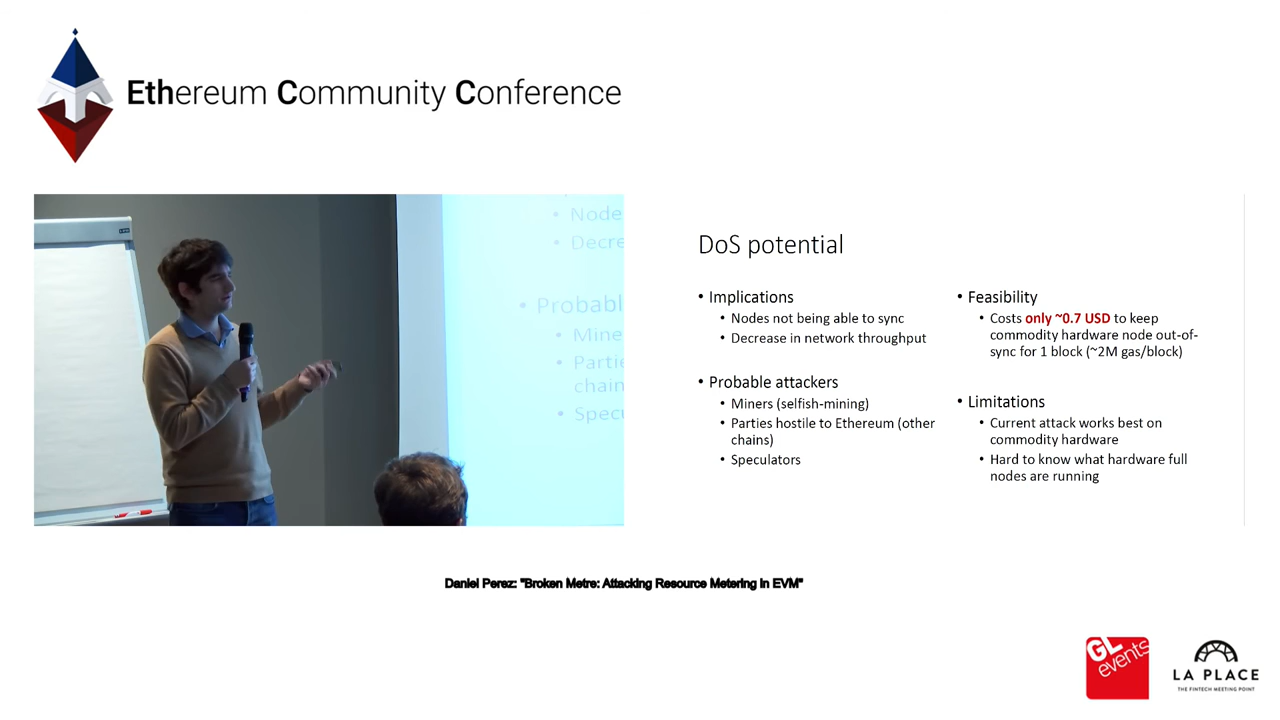 Ethereum Community Conference
Node
Decre
Probabl
Mine
Partie
chain
Specu
DoS potential
• Implications
• Nodes not being able to sync
• Decrease in network throughput
• Probable attackers
• Miners (selfish-mining)
• Parties hostile to Ethereum (other
chains)
• Speculators
• Feasibility
• Costs only ~0.7 USD to keep
commodity hardware node out-of-
sync for 1 block (~2M gas/block)
• Limitations
• Current attack works best on
commodity hardware
• Hard to know what hardware full
nodes are running
Daniel Perez: "Broken Metre: Attacking Resource Metering in EVM"
GL
events
LA PLACE
THE FINTECH MEETING POINT